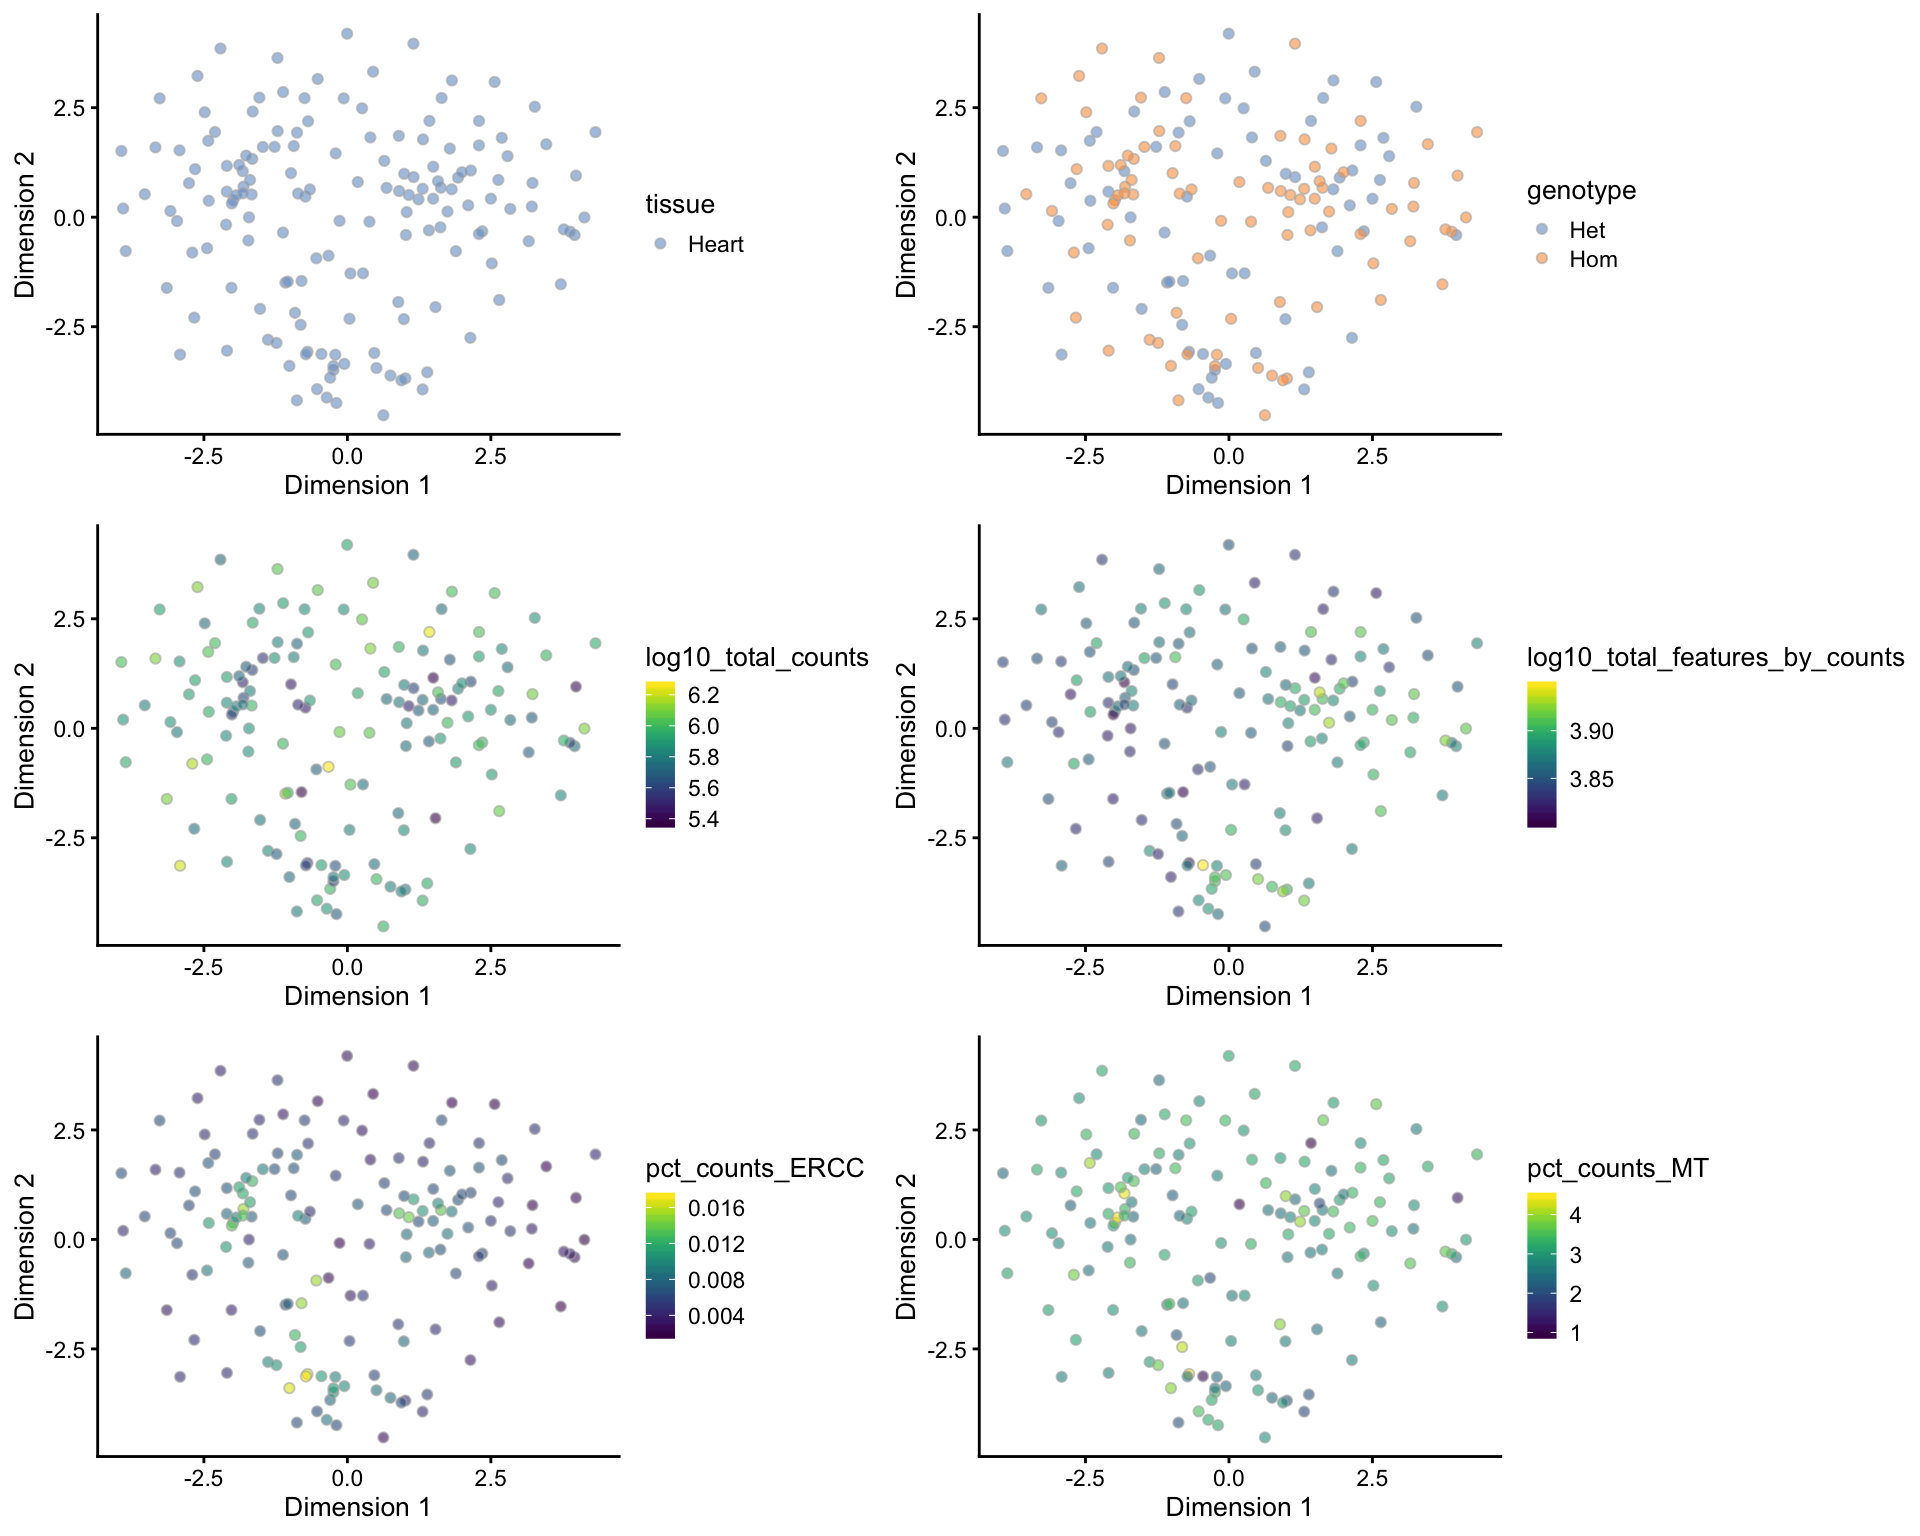 2.5
0.0
-2.5
Dimension 2
-2.5 0.0 2.5
Dimension 1
tissue
Heart
2.5
0.0
-2.5
Dimension 2
-2.5 0.0 2.5
Dimension 1
genotype
Het
Hom
2.5
0.0
-2.5
Dimension 2
-2.5 0.0 2.5
Dimension 1
log10_total_counts
6.2
6.0
5.8
5.6
5.4
2.5
0.0
-2.5
Dimension 2
-2.5 0.0 2.5
Dimension 1
log10_total_features_by_counts
3.90
3.85
2.5
0.0
-2.5
Dimension 2
-2.5 0.0 2.5
Dimension 1
pct_counts_ERCC
0.016
0.012
0.008
0.004
2.5
0.0
-2.5
Dimension 2
-2.5 0.0 2.5
Dimension 1
pct_counts_MT
4
3
2
1